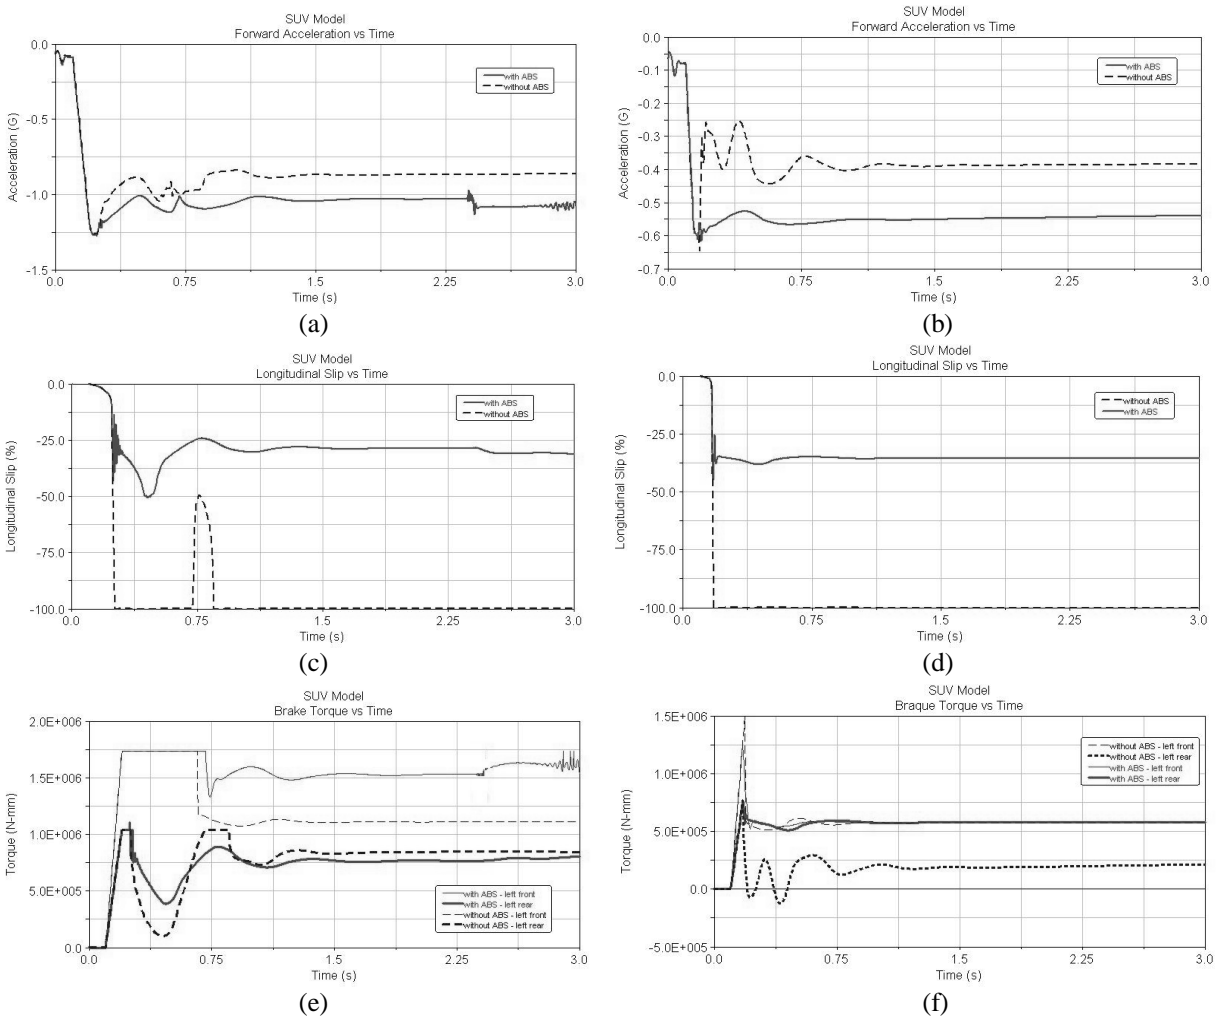 SUV Model
Forward Acceleration vs Time
Acceleration (G)
0.0
-0.5
-1.0
-1.5
with ABS
without ABS
0.0
0.75
1.5
2.25
3.0
Time (s)
(a)
SUV Model
Forward Acceleration vs Time
Acceleration (G)
0.0
-0.1
-0.2
-0.3
-0.4
-0.5
-0.6
-0.7
with ABS
without ABS
0.0
0.75
1.5
2.25
3.0
Time (s)
(b)
SUV Model
Longitudinal Slip vs Time
Longitudinal Slip (%)
0.0
-25.0
-50.0
-75.0
-100.0
with ABS
without ABS
0.0
0.75
1.5
2.25
3.0
Time (s)
(c)
SUV Model
Longitudinal Slip vs Time
Longitudinal Slip (%)
0.0
-25.0
-50.0
-75.0
-100.0
without ABS
with ABS
0.0
0.75
1.5
2.25
3.0
Time (s)
(d)
SUV Model
Brake Torque vs Time
Torque (N-mm)
2.0E+006
1.5E+006
1.0E+006
5.0E+005
0.0
with ABS - left front
with ABS - left rear
without ABS - left front
without ABS - left rear
0.0
0.75
1.5
2.25
3.0
Time (s)
(e)
SUV Model
Braque Torque vs Time
Torque (N-mm)
1.5E+006
1.0E+006
5.0E+005
0.0
-5.0E+005
without ABS - left front
without ABS - left rear
with ABS - left front
with ABS - left rear
0.0
0.75
1.5
2.25
3.0
Time (s)
(f)